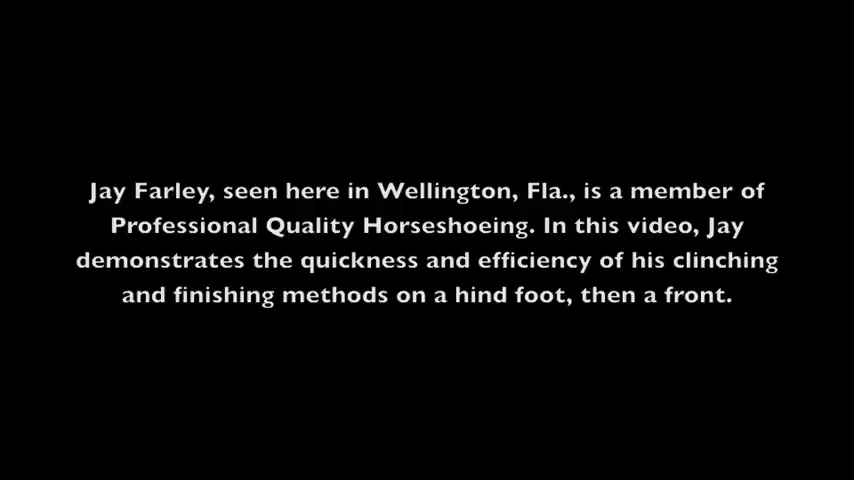 Jay Farley, seen here in Wellington, Fla., is a member of
Professional Quality Horseshoeing. In this video, Jay
demonstrates the quickness and efficiency of his clinching
and finishing methods on a hind foot, then a front.